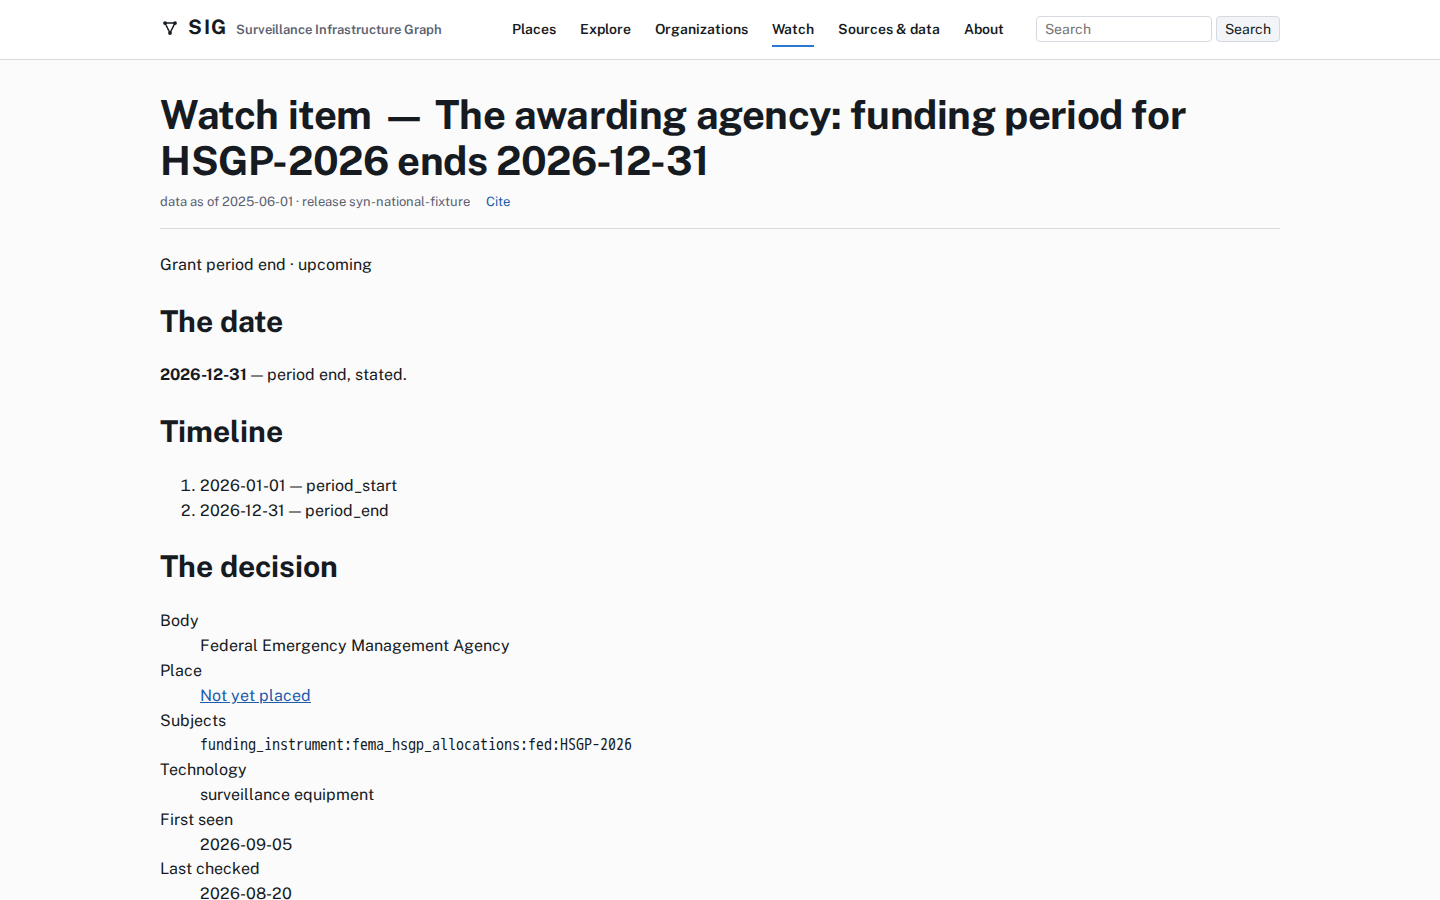 SIG Surveillance Infrastructure Graph Places Explore Organizations Watch Sources & data About Search Search
Watch item — The awarding agency: funding period for
HSGP-2026 ends 2026-12-31
data as of 2025-06-01 · release syn-national-fixture Cite
Grant period end · upcoming
The date
2026-12-31 — period end, stated.
Timeline
1. 2026-01-01 — period_start
2. 2026-12-31 — period_end
The decision
Body
Federal Emergency Management Agency
Place
Not yet placed
Subjects
funding_instrument:fema_hsgp_allocations:fed:HSGP-2026
Technology
surveillance equipment
First seen
2026-09-05
Last checked
2026-08-20